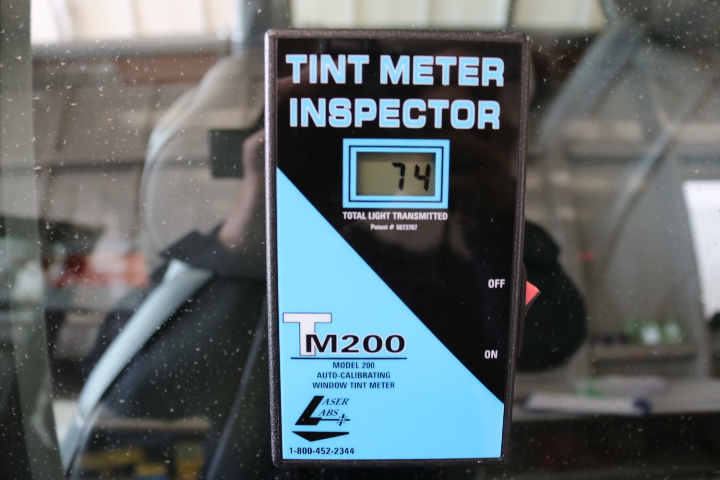 TINT METER
INSPECTOR
74
TOTAL LIGHT TRANSMITTED
Patent # 5073707
OFF
TM200
ON
MODEL 200
AUTO-CALIBRATING
WINDOW TINT METER
LASER
LABS
1-800-452-2344